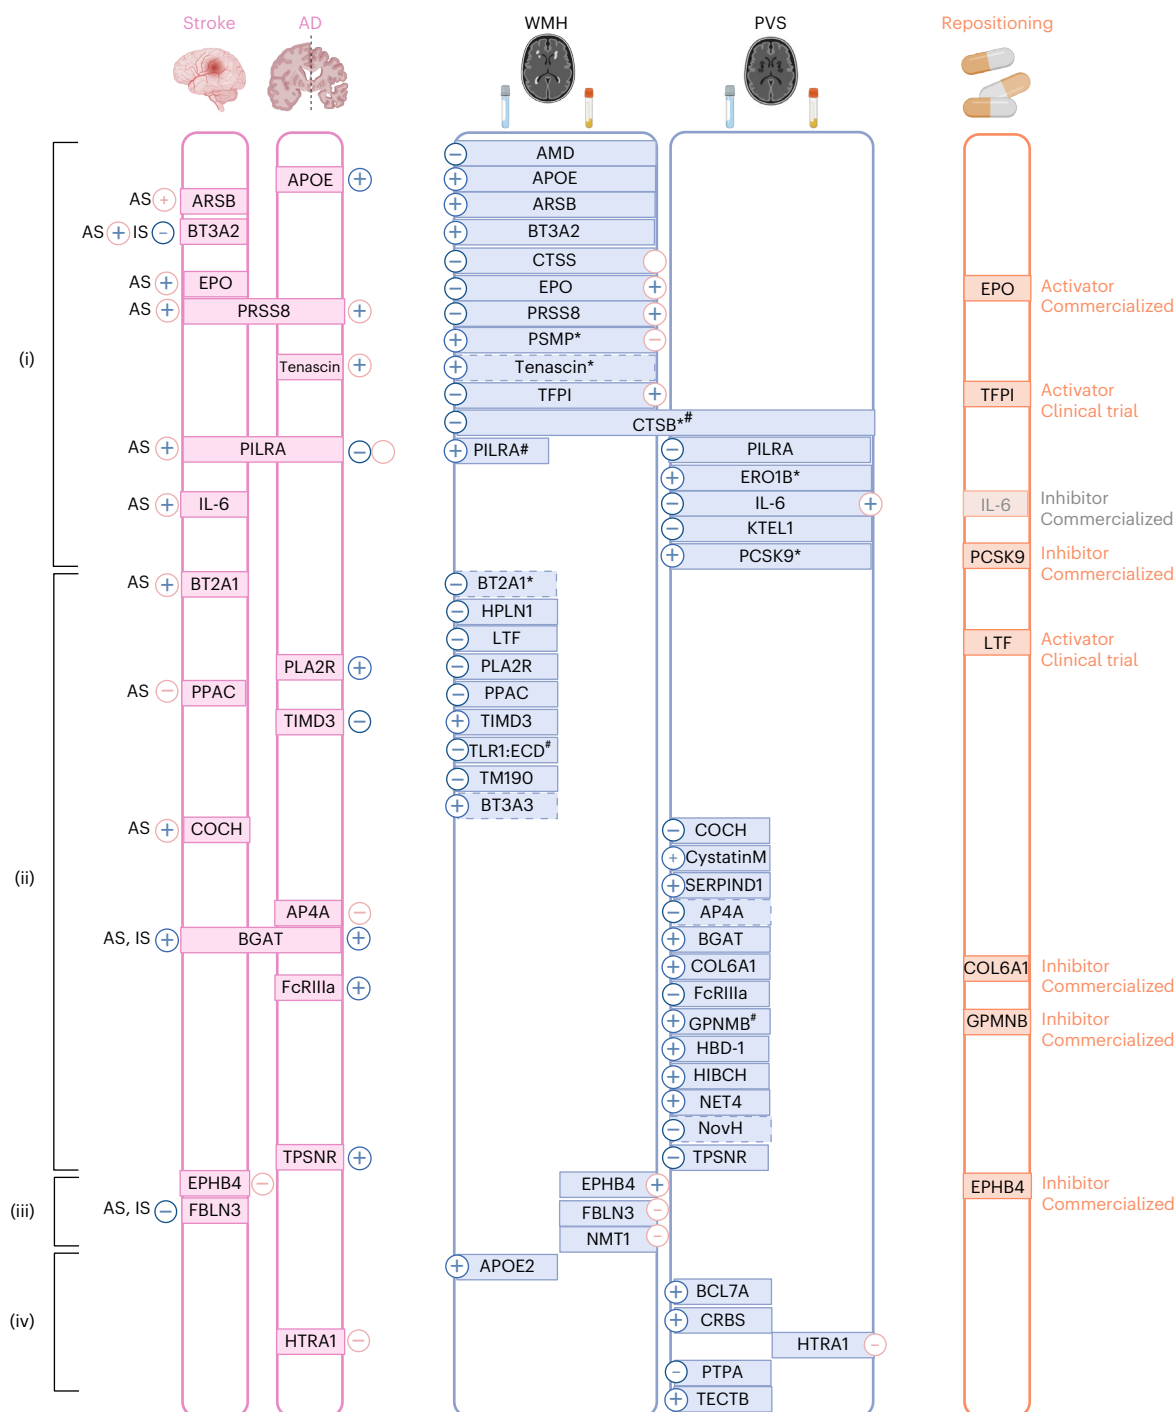 Stroke AD WMH PVS Repositioning
AMD
APOE + + APOE
AS + ARSB + ARSB
AS + IS − BT3A2 + BT3A2
− CTSS
AS + EPO − EPO + EPO Activator
Commercialized
AS + PRSS8 + − PRSS8 +
(i)
+ PSMP* −
Tenascin + + Tenascin*
− TFPI + TFPI Activator
Clinical trial
− CTSB*#
AS + PILRA − + PILRA# − PILRA
+ ERO1B*
AS + IL-6 − IL-6 + IL-6 Inhibitor
Commercialized
− KTEL1
+ PCSK9* PCSK9 Inhibitor
Commercialized
AS + BT2A1 − BT2A1*
− HPLN1
− LTF LTF Activator
Clinical trial
PLA2R + − PLA2R
AS − PPAC − PPAC
TIMD3 − + TIMD3
− TLR1:ECD#
− TM190
+ BT3A3
AS + COCH − COCH
+ CystatinM
(ii)
+ SERPIND1
AP4A − − AP4A
AS, IS + BGAT + + BGAT
+ COL6A1 COL6A1 Inhibitor
Commercialized
FcRIIIa + − FcRIIIa
+ GPNMB# GPMNB Inhibitor
Commercialized
+ HBD-1
+ HIBCH
+ NET4
− NovH
TPSNR + − TPSNR
EPHB4 − EPHB4 + EPHB4 Inhibitor
Commercialized
(iii)
AS, IS − FBLN3 FBLN3 −
NMT1 −
+ APOE2
+ BCL7A
(iv)
+ CRBS
HTRA1 − HTRA1 −
− PTPA
+ TECTB